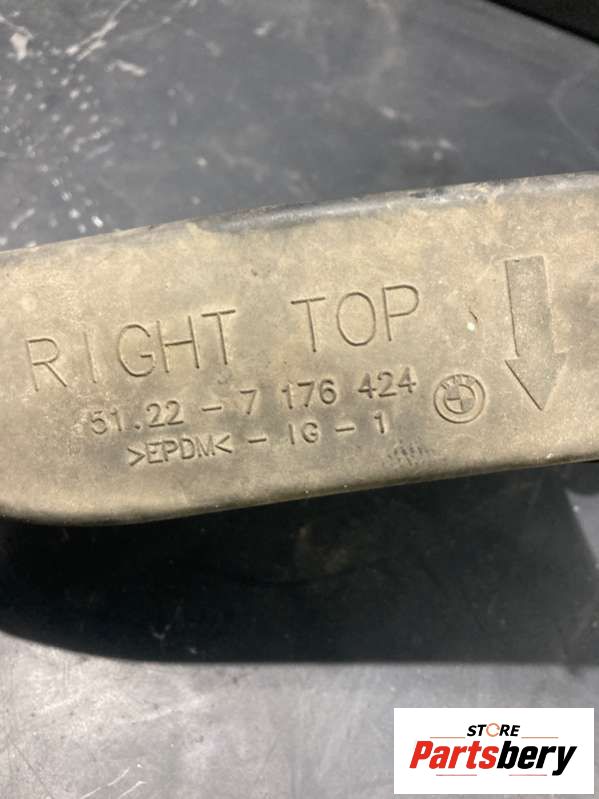 RIGHT TOP
51.22-7 176 424
>EPDM<-IG-1
STORE
Partsbery